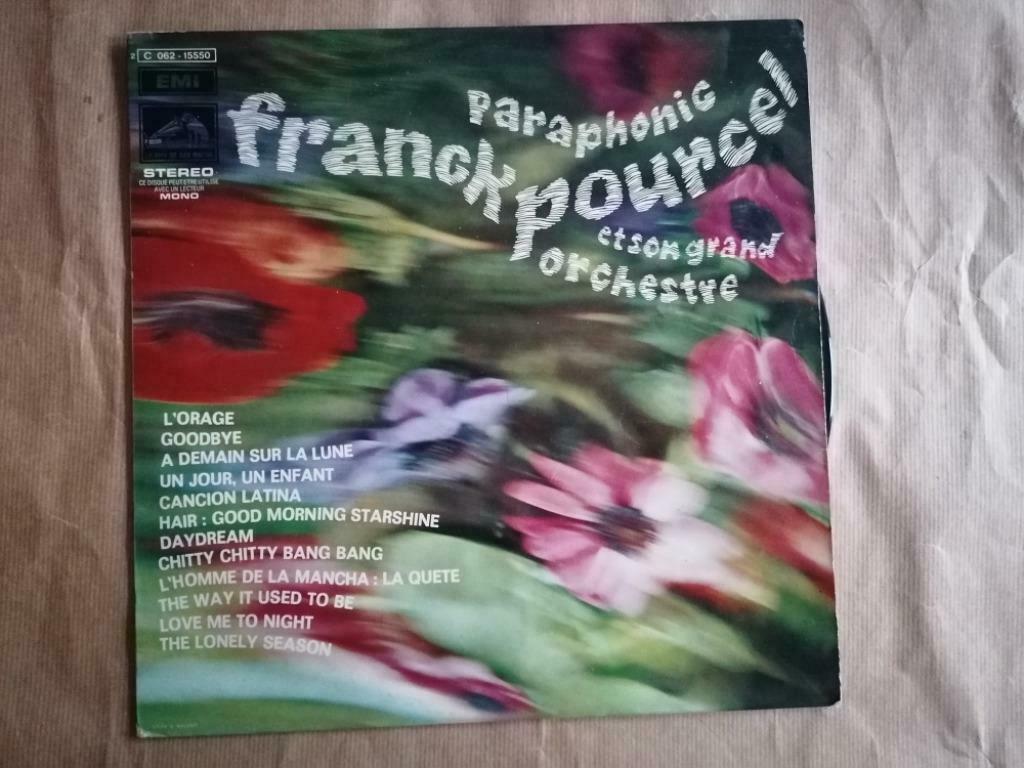 2 C 062-15550
EMI
STEREO
CE DISQUE PEUT ETRE UTILISE
AVEC UN LECTEUR
MONO
Paraphonic
franck pourcel
et son grand
orchestre
L'ORAGE
GOODBYE
A DEMAIN SUR LA LUNE
UN JOUR, UN ENFANT
CANCION LATINA
HAIR : GOOD MORNING STARSHINE
DAYDREAM
CHITTY CHITTY BANG BANG
L'HOMME DE LA MANCHA : LA QUETE
THE WAY IT USED TO BE
LOVE ME TO NIGHT
THE LONELY SEASON